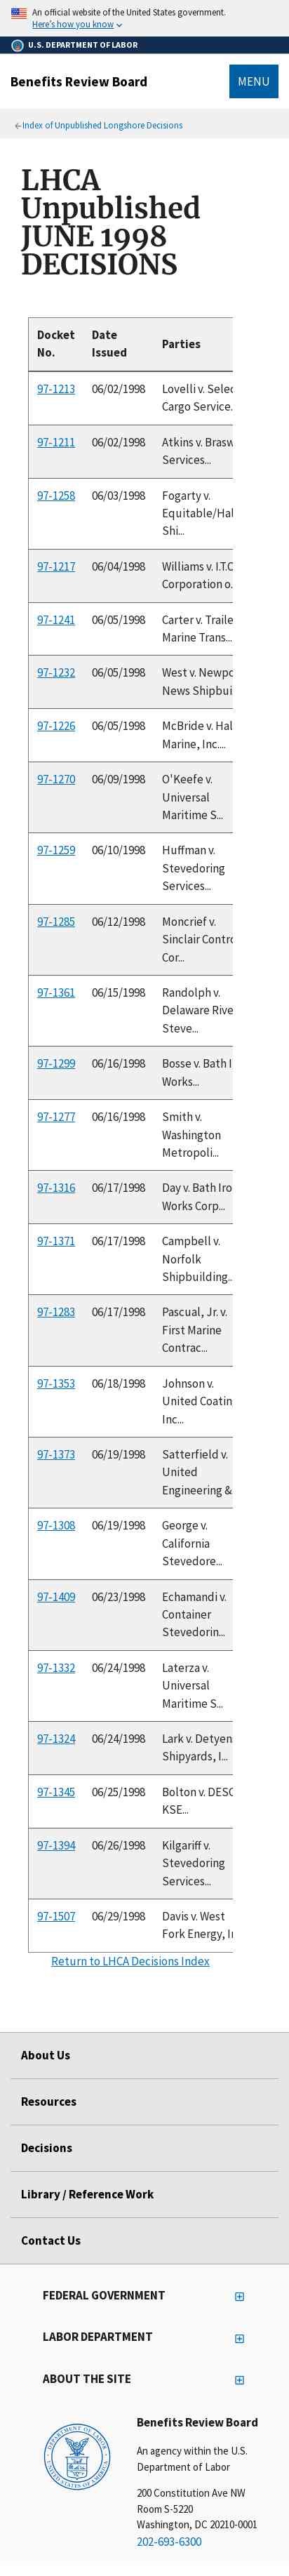 An official website of the United States government.
Here's how you know
U.S. DEPARTMENT OF LABOR
Benefits Review Board
MENU
Index of Unpublished Longshore Decisions
LHCA
Unpublished
JUNE 1998
DECISIONS
Docket No. Date Issued Parties
97-1213 06/02/1998 Lovelli v. Selec
Cargo Service.
97-1211 06/02/1998 Atkins v. Brasw
Services...
97-1258 06/03/1998 Fogarty v.
Equitable/Hal
Shi...
97-1217 06/04/1998 Williams v. I.T.O
Corporation o.
97-1241 06/05/1998 Carter v. Traile
Marine Trans...
97-1232 06/05/1998 West v. Newpo
News Shipbui
97-1226 06/05/1998 McBride v. Hal
Marine, Inc....
97-1270 06/09/1998 O'Keefe v.
Universal
Maritime S...
97-1259 06/10/1998 Huffman v.
Stevedoring
Services...
97-1285 06/12/1998 Moncrief v.
Sinclair Contro
Cor...
97-1361 06/15/1998 Randolph v.
Delaware Rive
Steve...
97-1299 06/16/1998 Bosse v. Bath I
Works...
97-1277 06/16/1998 Smith v.
Washington
Metropoli...
97-1316 06/17/1998 Day v. Bath Iro
Works Corp...
97-1371 06/17/1998 Campbell v.
Norfolk
Shipbuilding..
97-1283 06/17/1998 Pascual, Jr. v.
First Marine
Contrac...
97-1353 06/18/1998 Johnson v.
United Coatin
Inc...
97-1373 06/19/1998 Satterfield v.
United
Engineering &
97-1308 06/19/1998 George v.
California
Stevedore...
97-1409 06/23/1998 Echamandi v.
Container
Stevedorin...
97-1332 06/24/1998 Laterza v.
Universal
Maritime S...
97-1324 06/24/1998 Lark v. Detyen
Shipyards, I...
97-1345 06/25/1998 Bolton v. DESC
KSE...
97-1394 06/26/1998 Kilgariff v.
Stevedoring
Services...
97-1507 06/29/1998 Davis v. West
Fork Energy, In
Return to LHCA Decisions Index
About Us
Resources
Decisions
Library / Reference Work
Contact Us
FEDERAL GOVERNMENT
LABOR DEPARTMENT
ABOUT THE SITE
DEPARTMENT OF LABOR
UNITED STATES OF AMERICA
Benefits Review Board
An agency within the U.S.
Department of Labor
200 Constitution Ave NW
Room S-5220
Washington, DC 20210-0001
202-693-6300